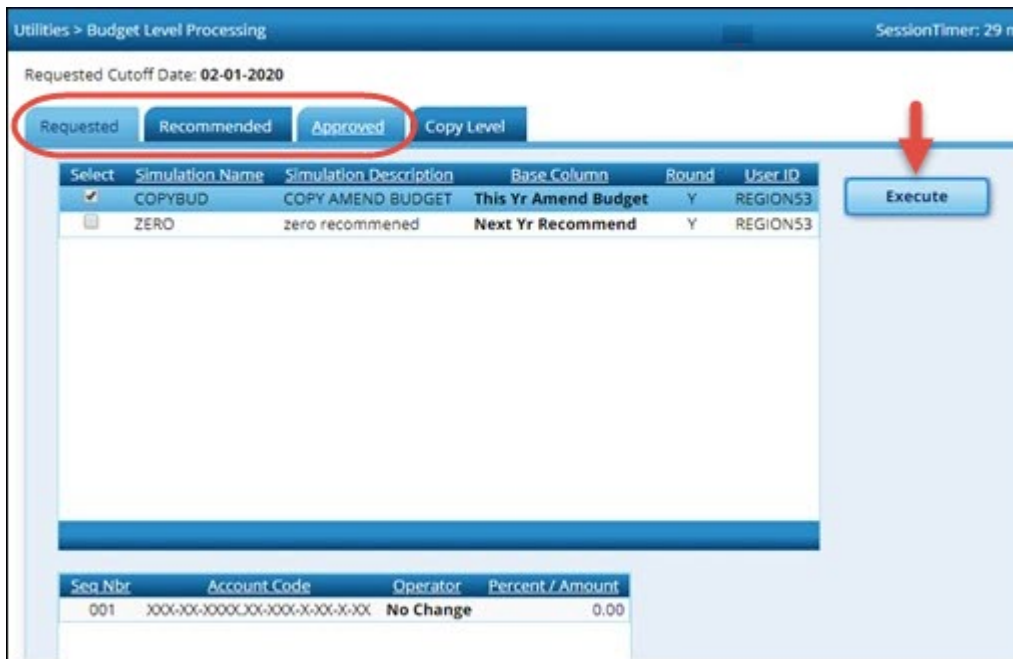 Utilities > Budget Level Processing SessionTimer: 29 m
Requested Cutoff Date: 02-01-2020
Requested Recommended Approved Copy Level
Select Simulation Name Simulation Description Base Column Round User ID
Execute
COPYBUD COPY AMEND BUDGET This Yr Amend Budget Y REGION53
ZERO zero recommened Next Yr Recommend Y REGION53
Seq Nbr Account Code Operator Percent / Amount
001 XXX-XX-XXXX.XX-XXX-X-XX-X-XX No Change 0.00